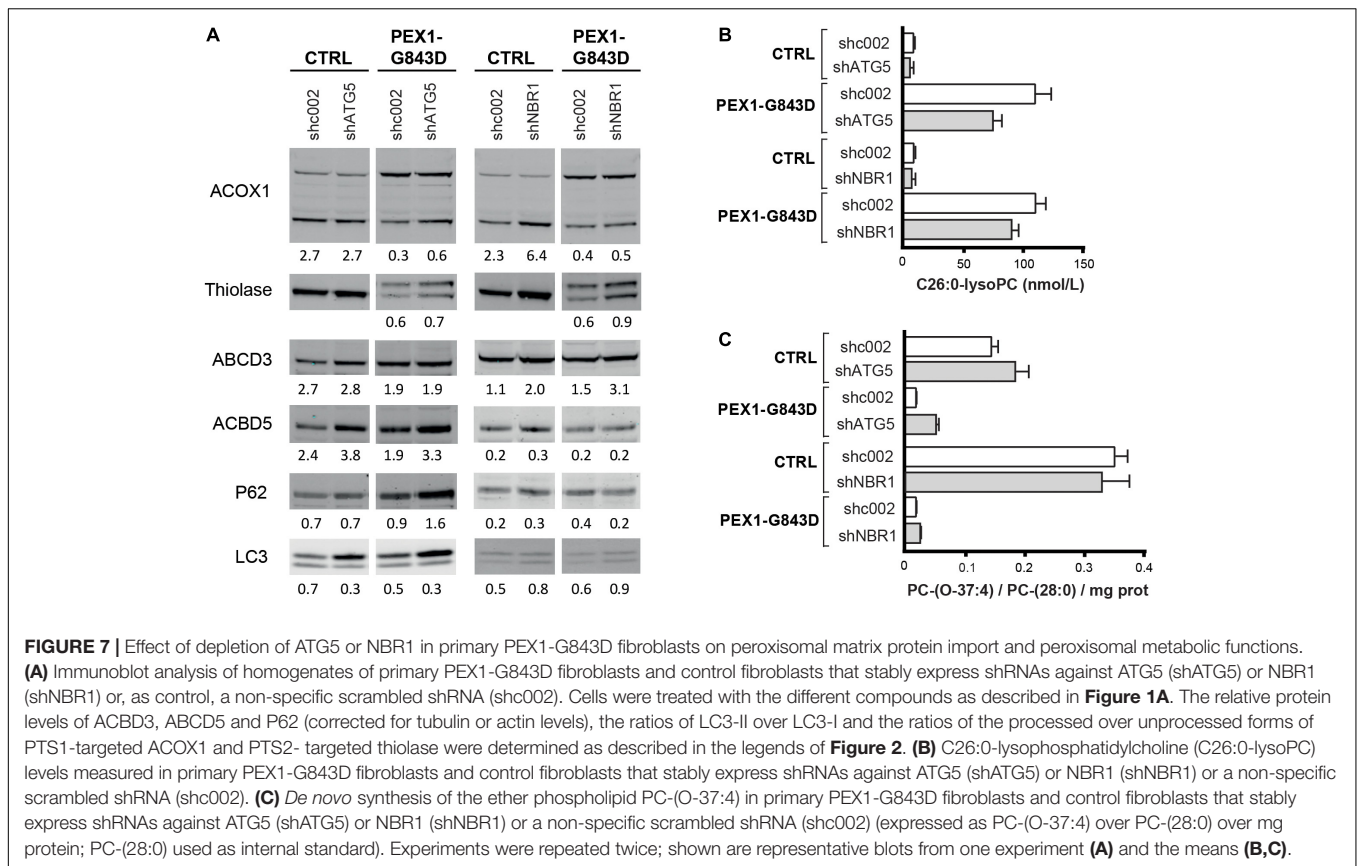 A
CTRL PEX1-G843D CTRL PEX1-G843D
shc002 shATG5 shc002 shATG5 shc002 shNBR1 shc002 shNBR1
ACOX1
2.7 2.7 0.3 0.6 2.3 6.4 0.4 0.5
Thiolase
0.6 0.7 0.6 0.9
ABCD3
2.7 2.8 1.9 1.9 1.1 2.0 1.5 3.1
ACBD5
2.4 3.8 1.9 3.3 0.2 0.3 0.2 0.2
P62
0.7 0.7 0.9 1.6 0.2 0.3 0.4 0.2
LC3
0.7 0.3 0.5 0.3 0.5 0.8 0.6 0.9
B
CTRL shc002
shATG5
PEX1-G843D shc002
shATG5
CTRL shc002
shNBR1
PEX1-G843D shc002
shNBR1
0 50 100 150
C26:0-lysoPC (nmol/L)
C
CTRL shc002
shATG5
PEX1-G843D shc002
shATG5
CTRL shc002
shNBR1
PEX1-G843D shc002
shNBR1
0 0.1 0.2 0.3 0.4
PC-(O-37:4) / PC-(28:0) / mg prot
FIGURE 7 | Effect of depletion of ATG5 or NBR1 in primary PEX1-G843D fibroblasts on peroxisomal matrix protein import and peroxisomal metabolic functions.
(A) Immunoblot analysis of homogenates of primary PEX1-G843D fibroblasts and control fibroblasts that stably express shRNAs against ATG5 (shATG5) or NBR1
(shNBR1) or, as control, a non-specific scrambled shRNA (shc002). Cells were treated with the different compounds as described in Figure 1A. The relative protein
levels of ACBD3, ABCD5 and P62 (corrected for tubulin or actin levels), the ratios of LC3-II over LC3-I and the ratios of the processed over unprocessed forms of
PTS1-targeted ACOX1 and PTS2- targeted thiolase were determined as described in the legends of Figure 2. (B) C26:0-lysophosphatidylcholine (C26:0-lysoPC)
levels measured in primary PEX1-G843D fibroblasts and control fibroblasts that stably express shRNAs against ATG5 (shATG5) or NBR1 (shNBR1) or a non-specific
scrambled shRNA (shc002). (C) De novo synthesis of the ether phospholipid PC-(O-37:4) in primary PEX1-G843D fibroblasts and control fibroblasts that stably
express shRNAs against ATG5 (shATG5) or NBR1 (shNBR1) or a non-specific scrambled shRNA (shc002) (expressed as PC-(O-37:4) over PC-(28:0) over mg
protein; PC-(28:0) used as internal standard). Experiments were repeated twice; shown are representative blots from one experiment (A) and the means (B,C).